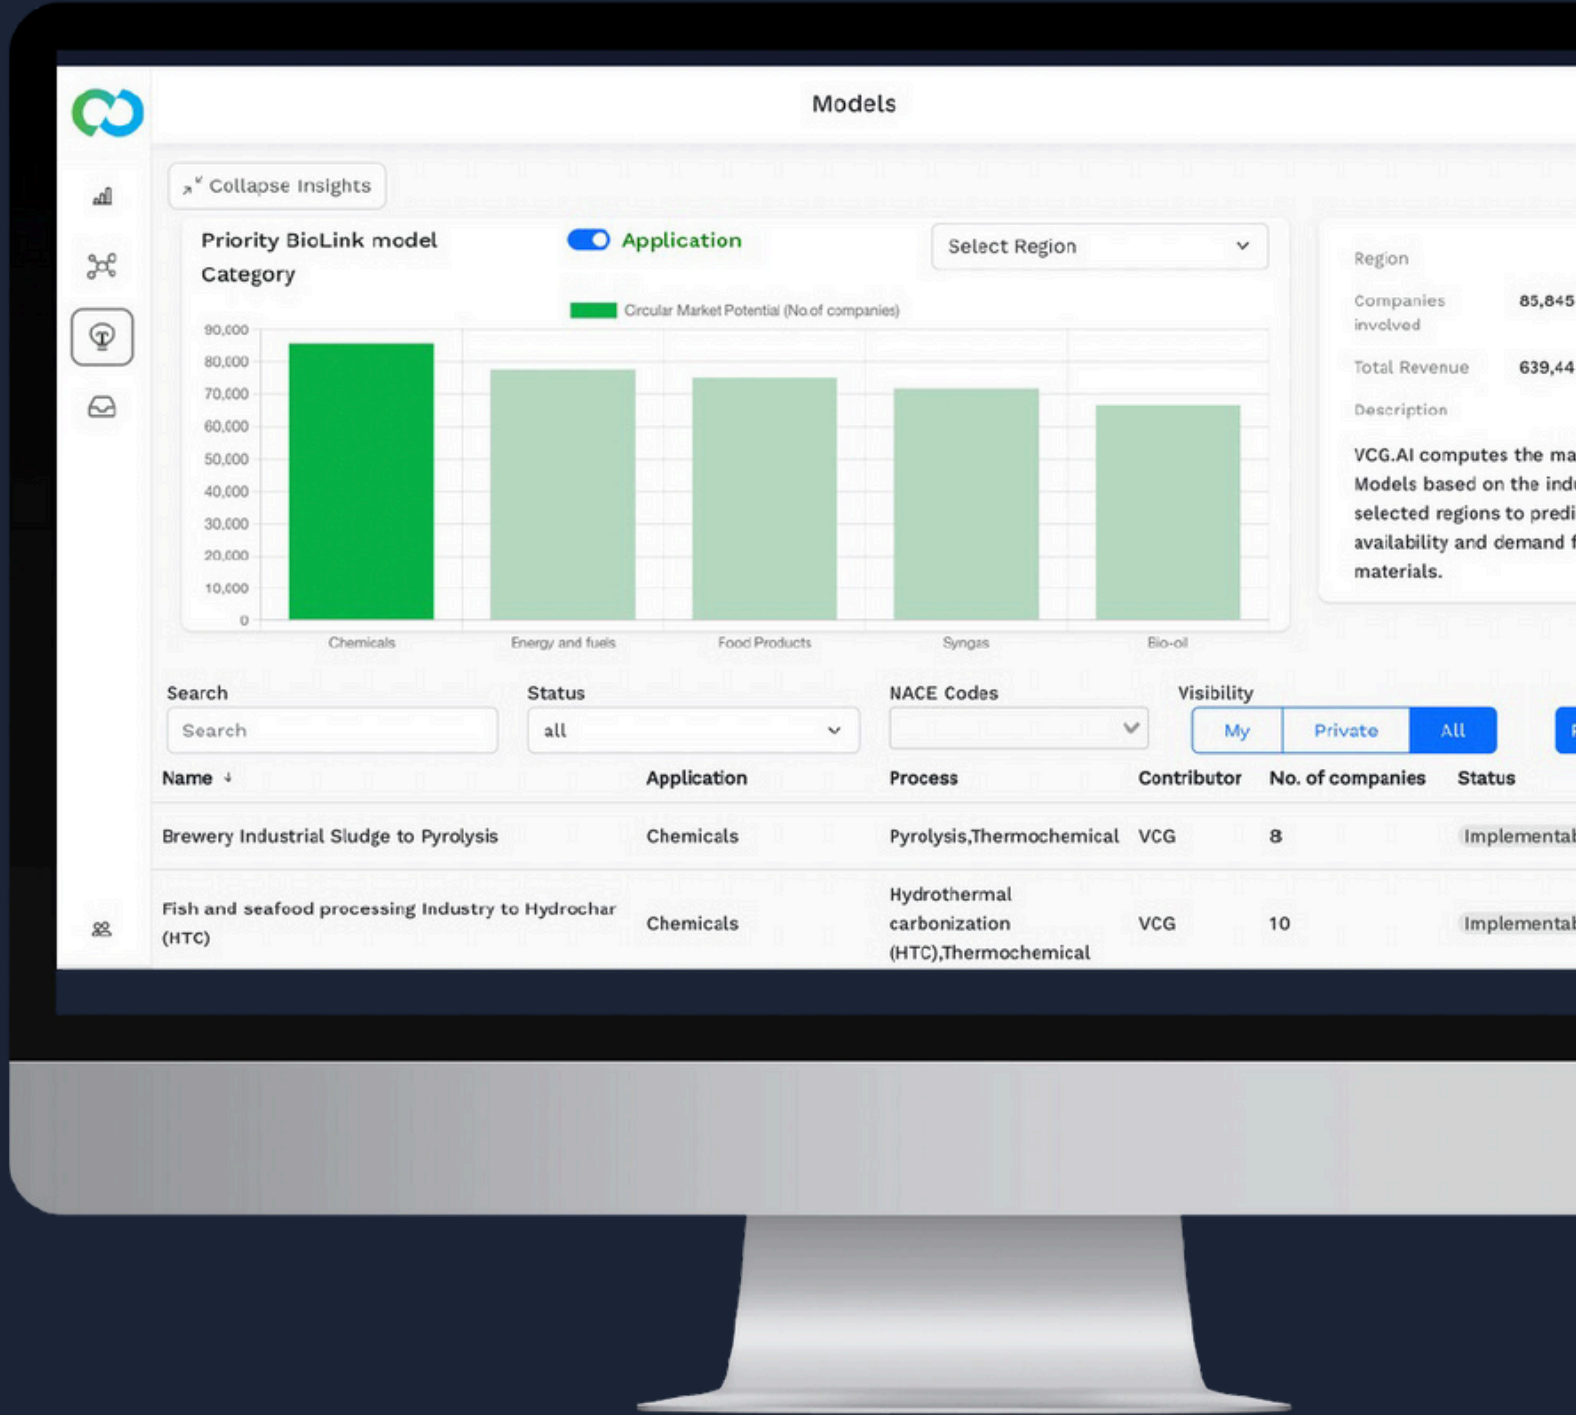 Models
Collapse Insights
Priority BioLink model
Category
Application
Select Region
Circular Market Potential (No.of companies)
90,000
80,000
70,000
60,000
50,000
40,000
30,000
20,000
10,000
0
Chemicals
Energy and fuels
Food Products
Syngas
Bio-oil
Region
Companies
involved
85,845
Total Revenue
639,44
Description
VCG.AI computes the
Models based on the
selected regions to
availability and demand
materials.
Search
Status
NACE Codes
Visibility
Search
all
My
Private
All
Name
Application
Process
Contributor
No. of companies
Status
Brewery Industrial Sludge to Pyrolysis
Chemicals
Pyrolysis,Thermochemical
VCG
8
Fish and seafood processing Industry to Hydrochar
(HTC)
Chemicals
Hydrothermal
carbonization
(HTC),Thermochemical
VCG
10